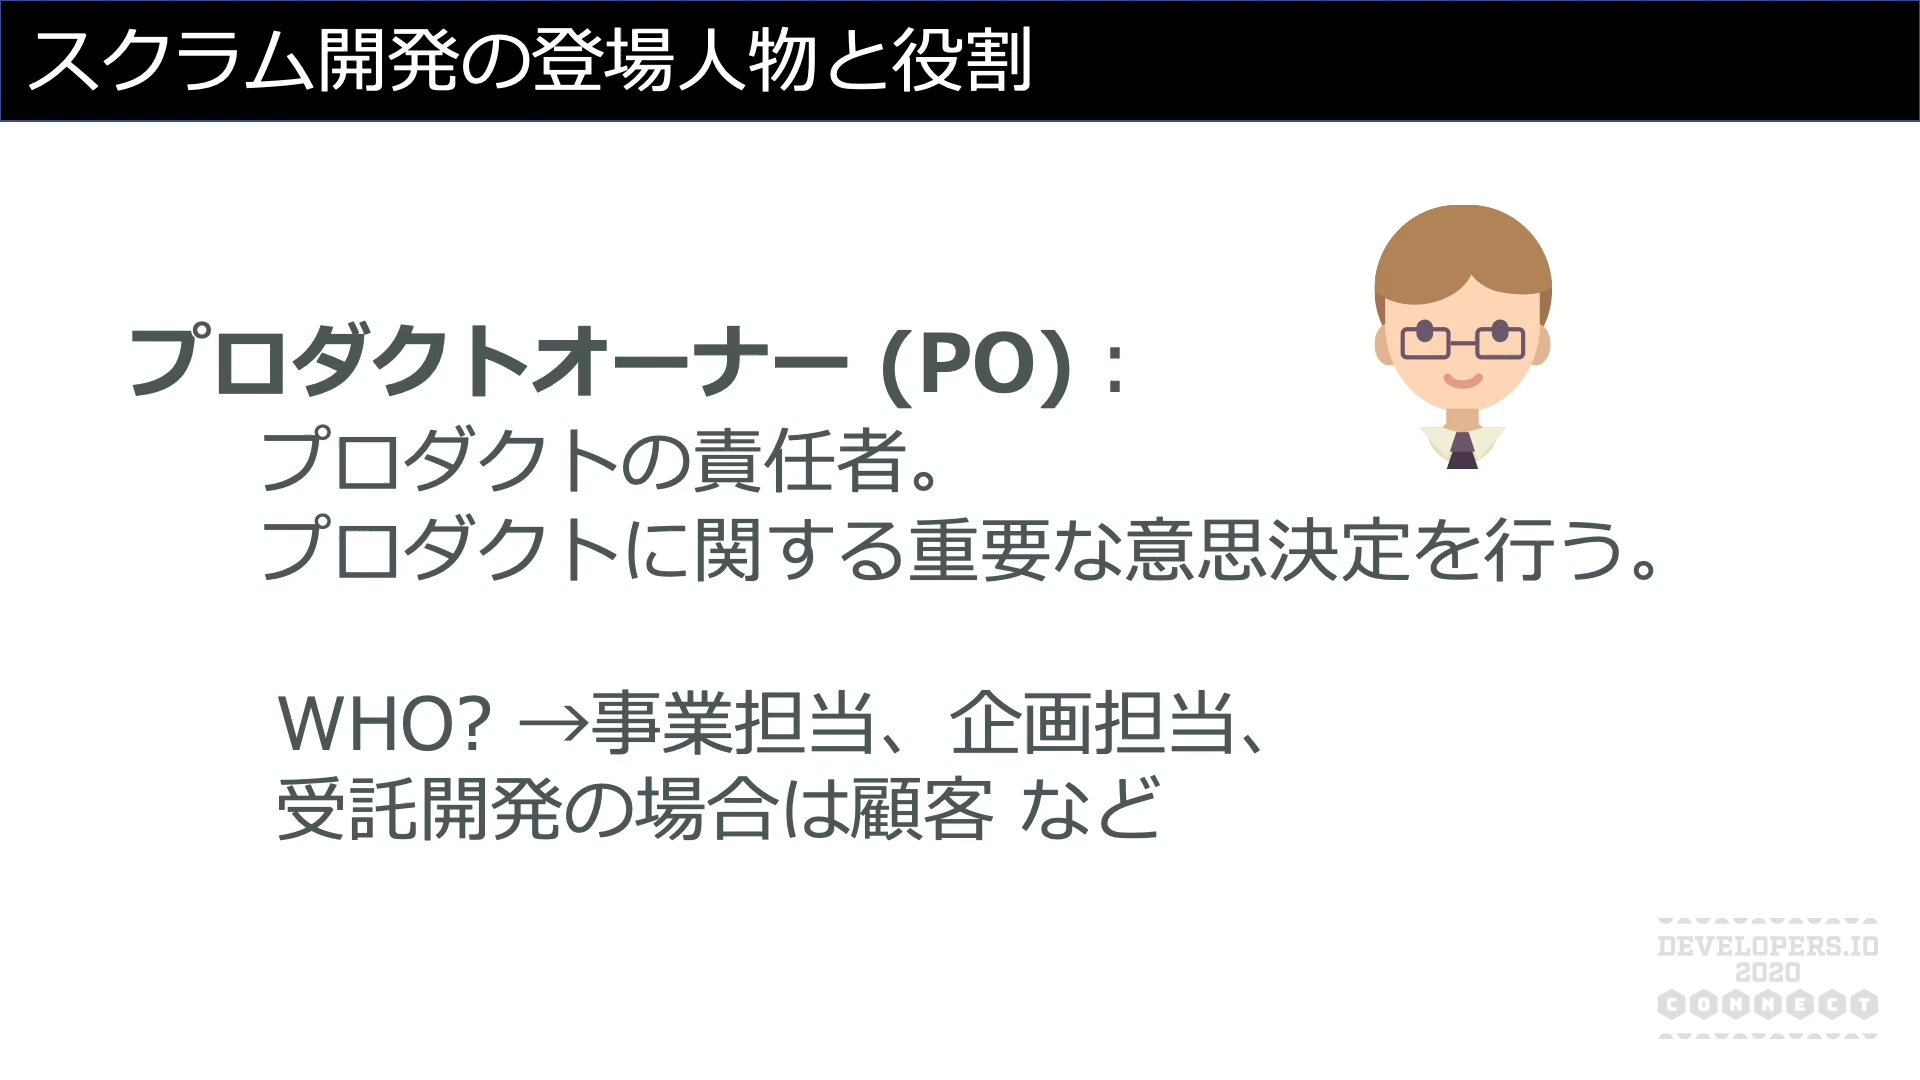 スクラム開発の登場人物と役割
プロダクトオーナー (PO)：
プロダクトの責任者。
プロダクトに関する重要な意思決定を行う。
WHO? →事業担当、企画担当、
受託開発の場合は顧客 など
DEVELOPERS.IO
2020
CONNECT